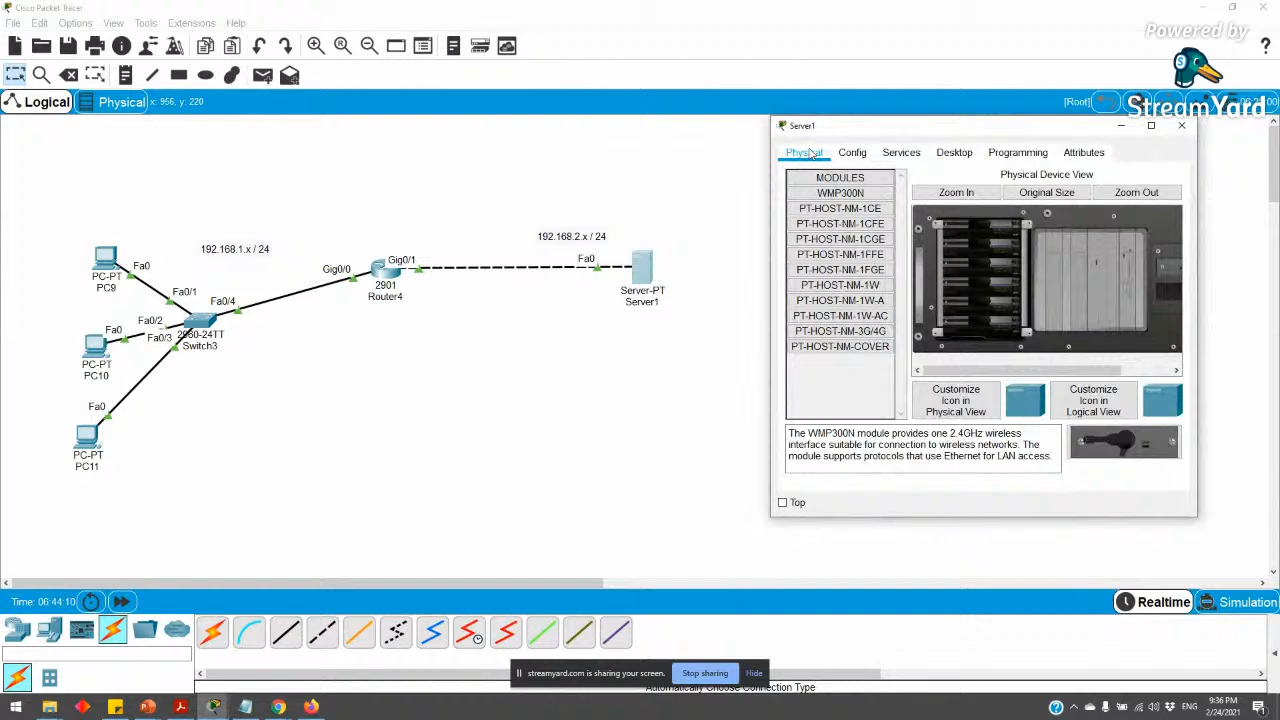 Cisco Packet Tracer
File Edit Options View Tools Extensions Help
Powered by
StreamYard
Logical Physical x: 956, y: 220
[Root]
Server1
Physical Config Services Desktop Programming Attributes
MODULES
WMP300N
PT-HOST-NM-1CE
PT-HOST-NM-1CFE
PT-HOST-NM-1CGE
PT-HOST-NM-1FFE
PT-HOST-NM-1FGE
PT-HOST-NM-1W
PT-HOST-NM-1W-A
PT-HOST-NM-1W-AC
PT-HOST-NM-3G/4G
PT-HOST-NM-COVER
Physical Device View
Zoom In Original Size Zoom Out
Customize
Icon in
Physical View
Customize
Icon in
Logical View
The WMP300N module provides one 2.4GHz wireless
interface suitable for connection to wireless networks. The
module supports protocols that use Ethernet for LAN access.
Top
192.168.1.x / 24
192.168.2.x / 24
Fa0
PC-PT
PC9
Fa0/1
Fa0/4
Gig0/0
Gig0/1
2901
Router4
Fa0
Server-PT
Server1
Fa0
Fa0/2
Fa0/3
Switch3
PC-PT
PC10
Fa0
PC-PT
PC11
Time: 06:44:10
Realtime Simulation
streamyard.com is sharing your screen. Stop sharing Hide
Automatically Choose Connection Type
9:36 PM
2/24/2021